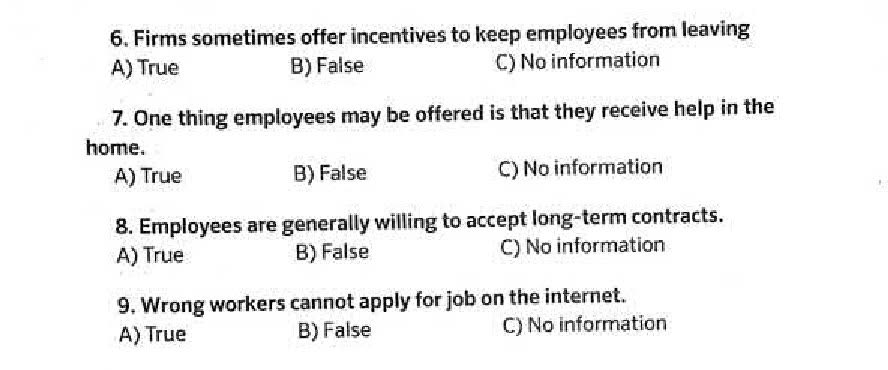 6. Firms sometimes offer incentives to keep employees from leaving
A) True B) False C) No information
7. One thing employees may be offered is that they receive help in the
home.
A) True B) False C) No information
8. Employees are generally willing to accept long-term contracts.
A) True B) False C) No information
9. Wrong workers cannot apply for job on the internet.
A) True B) False C) No information